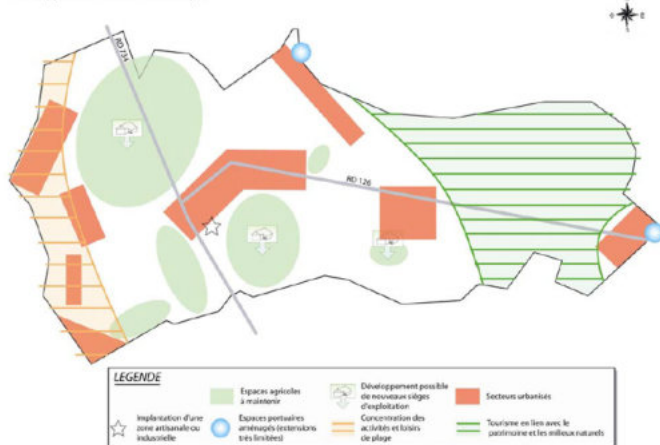 RD 734
RD 126
LEGENDE
Implantation d'une
zone artisanale ou
industrielle
Espaces agricoles
à maintenir
Espaces portuaires
aménagés (extensions
très limitées)
Développement possible
de nouveaux sièges
d'exploitation
Concentration des
activités et loisirs
de plage
Secteurs urbanisés
Tourisme en lien avec le
patrimoine et les milieux naturels